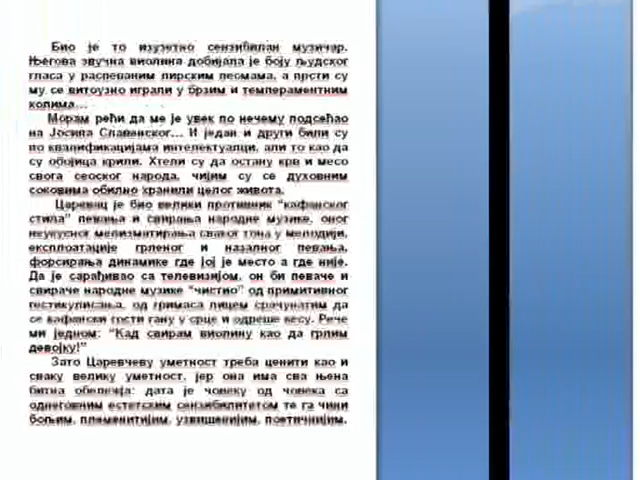 Био је то изузетно сензибилан музичар.
Његова звучна виолина добијала је боју људског
гласа у распеваним пирским песмама, а прсти су
му се витоузно играли у брзим и темпераментним
колима...
Морам рећи да ме је увек по нечему подсећао
на Јосипа Славенског... И један и други били су
по квалификацијама интелектуалци, али то као да
су обојица крили. Хтели су да остану крв и месо
свога сеоског народа, чијим су се духовним
соковима обилно хранили целог живота.
Царевац је био велики противник "кафанског
стила" певања и свирања народне музике, оног
неукусног мелизмитирања сваког тона у мелодији,
експлоатације грленог и назалног певања,
форсирања динамике где јој је место а где није.
Да је сарађивао са телевизијом, он би певаче и
свираче народне музике "чистио" од примитивног
гестикулисања, од гримаса лицем срачунатим да
се кафански гости гану у срце и одреше кесу. Рече
ми једном: "Кад свирам виолину као да грлим
девојку!"
Зато Царевчеву уметност треба ценити као и
сваку велику уметност, јер она има сва њена
битна обележја: дата је човеку од човека са
одговорним естетским сензибилитетом те га чини
бољим, племенитијим, узвишенијим, поетичнијим.